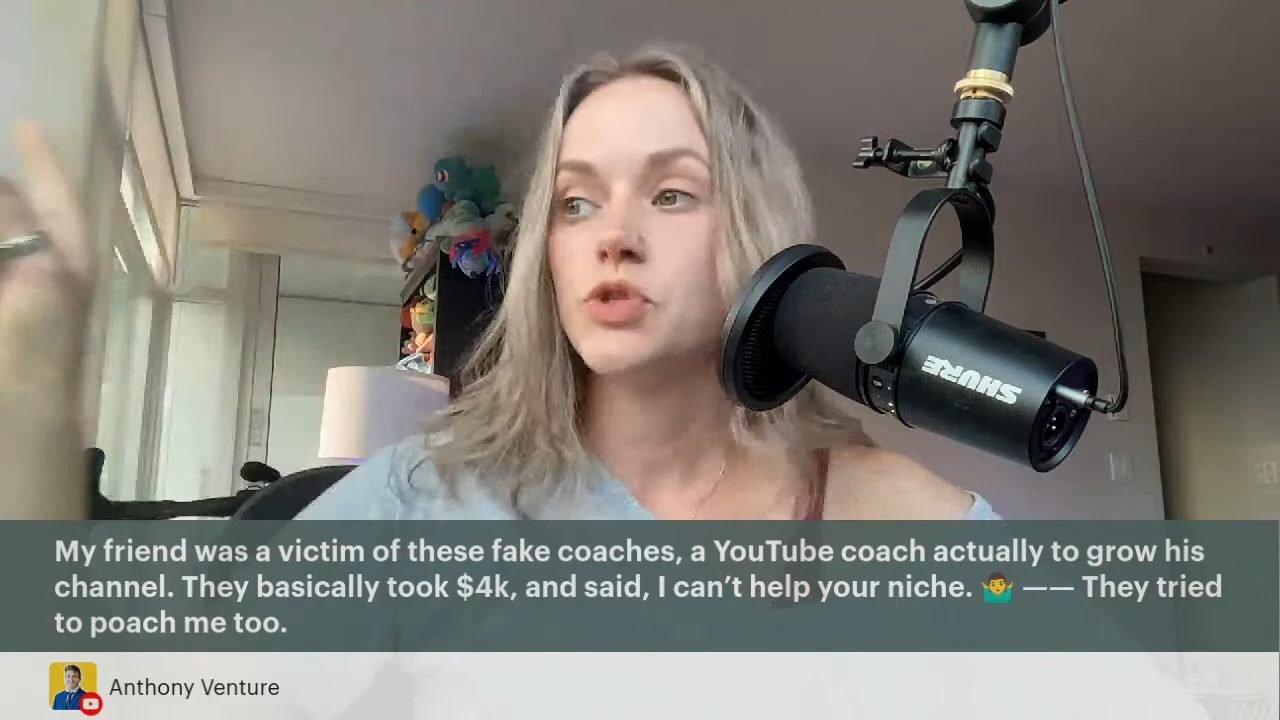 SHURE
My friend was a victim of these fake coaches, a YouTube coach actually to grow his
channel. They basically took $4k, and said, I can’t help your niche. 🤷‍♂️ —— They tried
to poach me too.
Anthony Venture